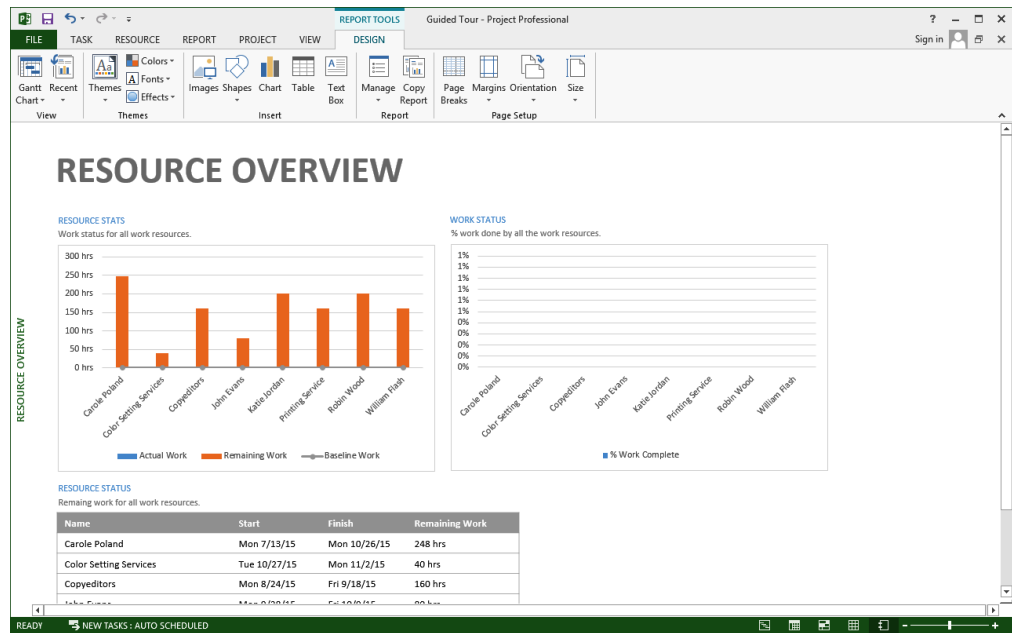 REPORT TOOLS
Guided Tour - Project Professional
?
FILE TASK RESOURCE REPORT PROJECT VIEW DESIGN Sign in
Gantt Chart
Recent
Themes
Colors
Fonts
Effects
Images
Shapes
Chart
Table
Text Box
Manage
Copy Report
Page Breaks
Margins
Orientation
Size
View Themes Insert Report Page Setup
RESOURCE OVERVIEW
RESOURCE OVERVIEW
RESOURCE STATS
Work status for all work resources.
300 hrs
250 hrs
200 hrs
150 hrs
100 hrs
50 hrs
0 hrs
Carole Poland
Color Setting Services
Copyeditors
John Evans
Katie Jordan
Printing Service
Robin Wood
William Flash
Actual Work Remaining Work Baseline Work
WORK STATUS
% work done by all the work resources.
1%
1%
1%
1%
1%
1%
0%
0%
0%
0%
0%
Carole Poland
Color Setting Services
Copyeditors
John Evans
Katie Jordan
Printing Service
Robin Wood
William Flash
% Work Complete
RESOURCE STATUS
Remaing work for all work resources.
Name Start Finish Remaining Work
Carole Poland Mon 7/13/15 Mon 10/26/15 248 hrs
Color Setting Services Tue 10/27/15 Mon 11/2/15 40 hrs
Copyeditors Mon 8/24/15 Fri 9/18/15 160 hrs
READY NEW TASKS : AUTO SCHEDULED